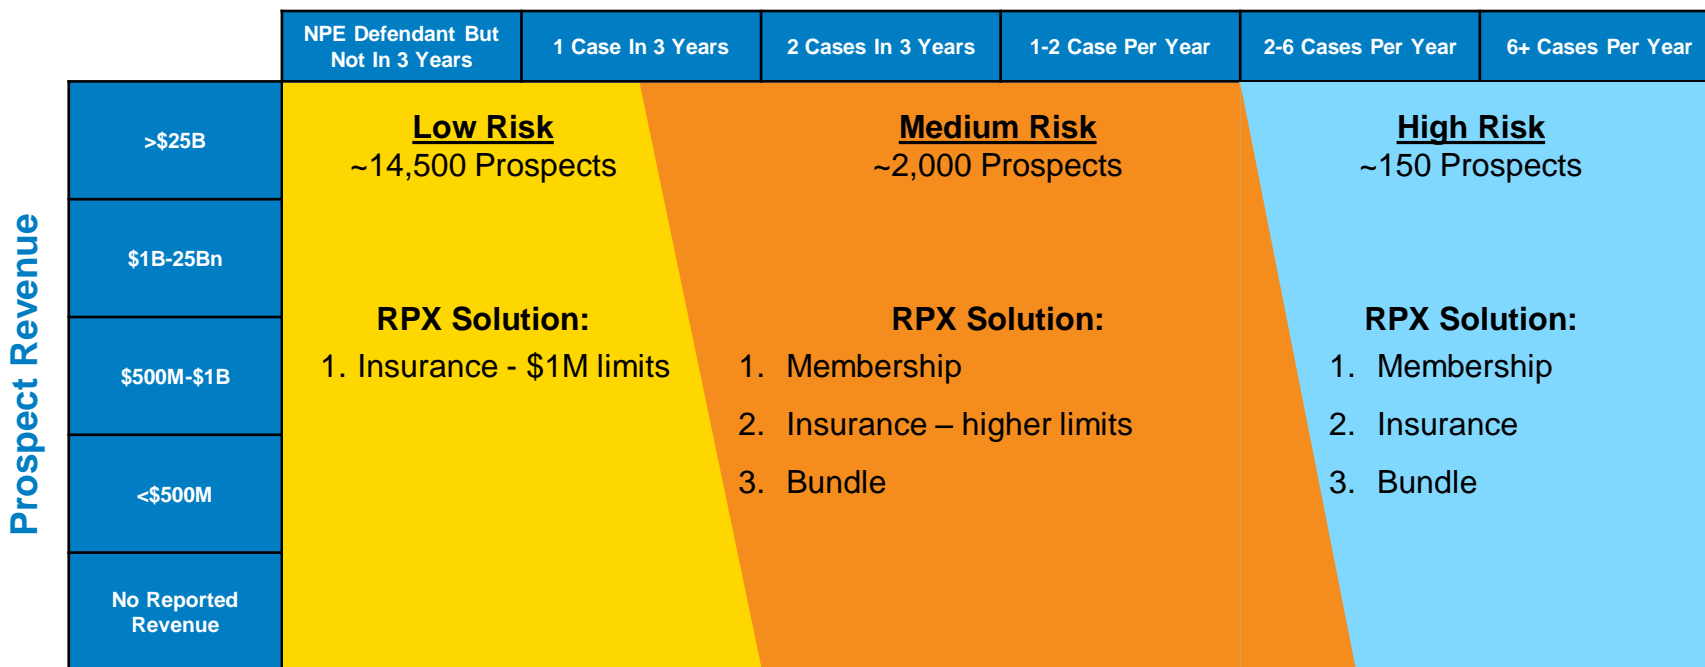 NPE Defendant But
Not In 3 Years
1 Case In 3 Years
2 Cases In 3 Years
1-2 Case Per Year
2-6 Cases Per Year
6+ Cases Per Year
Prospect Revenue
>$25B
$1B-25Bn
$500M-$1B
<$500M
No Reported
Revenue
Low Risk
~14,500 Prospects
RPX Solution:
1. Insurance - $1M limits
Medium Risk
~2,000 Prospects
RPX Solution:
1. Membership
2. Insurance – higher limits
3. Bundle
High Risk
~150 Prospects
RPX Solution:
1. Membership
2. Insurance
3. Bundle